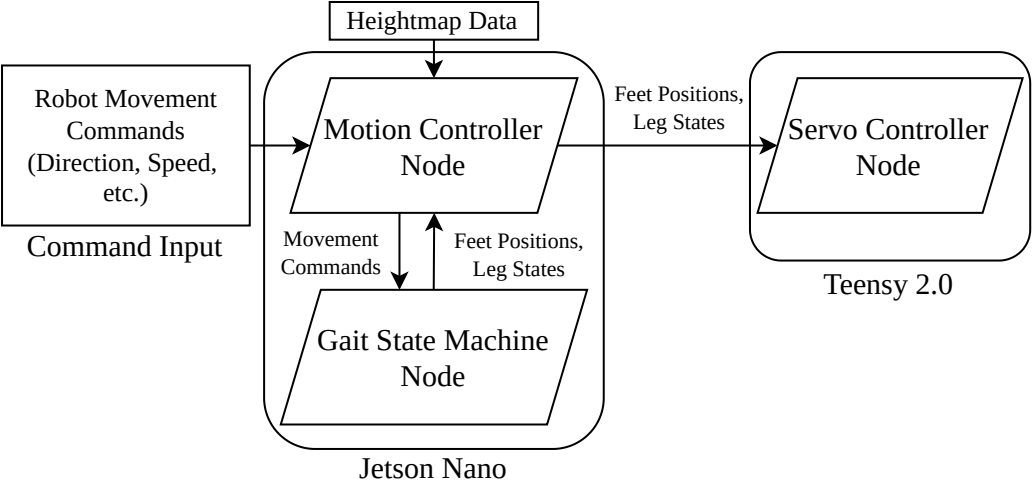 Heightmap Data
Robot Movement
Commands
(Direction, Speed,
etc.)
Command Input
Motion Controller
Node
Movement
Commands
Feet Positions,
Leg States
Gait State Machine
Node
Jetson Nano
Feet Positions,
Leg States
Servo Controller
Node
Teensy 2.0